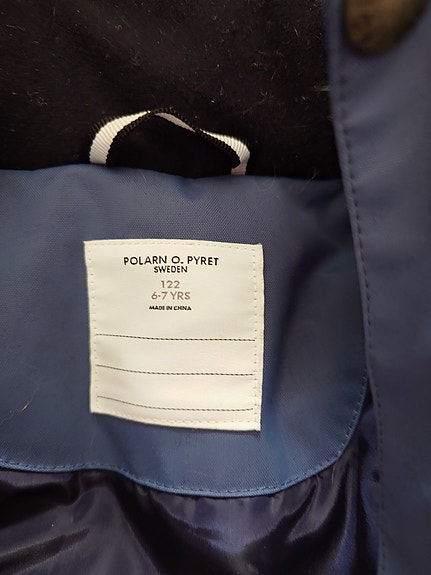 POLARN O. PYRET
SWEDEN
122
6-7 YRS
MADE IN CHINA